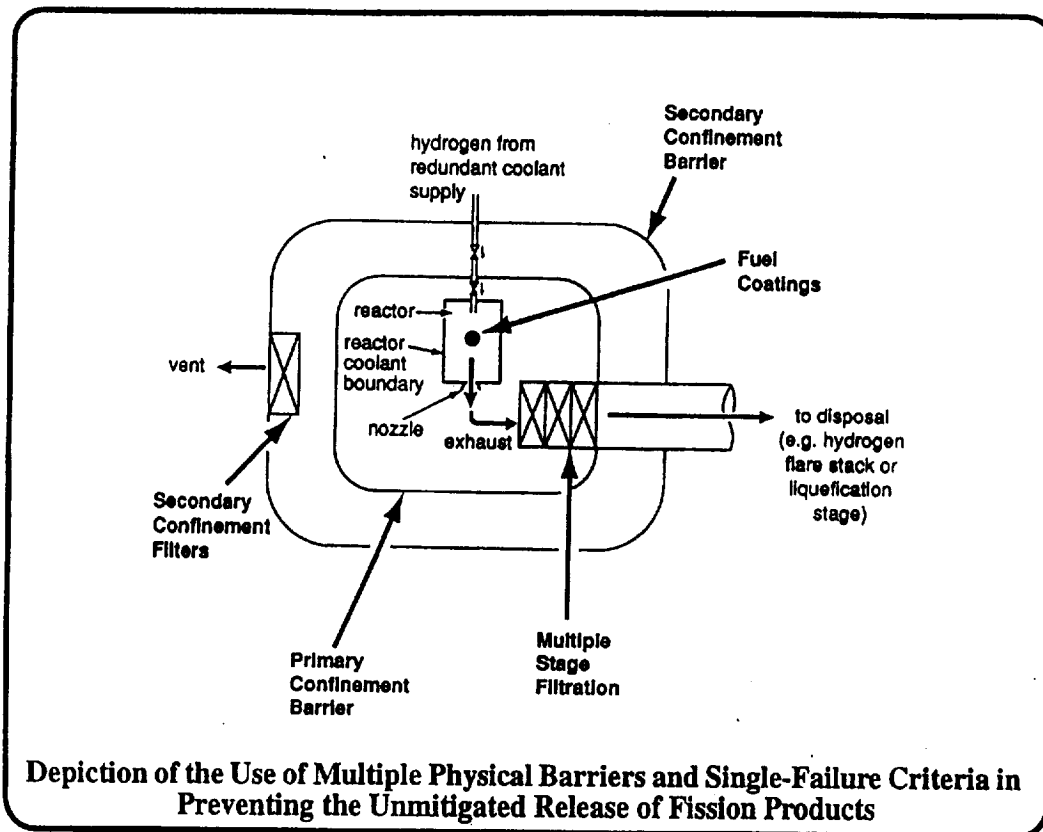 hydrogen from
redundant coolant
supply
Secondary
Confinement
Barrier
Fuel
Coatings
reactor
reactor
coolant
boundary
vent
nozzle
exhaust
to disposal
(e.g. hydrogen
flare stack or
liquefication
stage)
Secondary
Confinement
Filters
Primary
Confinement
Barrier
Multiple
Stage
Filtration
Depiction of the Use of Multiple Physical Barriers and Single-Failure Criteria in
Preventing the Unmitigated Release of Fission Products